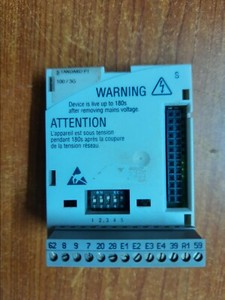 WARNING
S
Device is live up to 180s
after removing mains voltage
ATTENTION
L'appareil est sous tension
pendant 180s après la coupure
de la tension réseau
1 2 3 4 5
62 8 9 7 20 28 E1 E2 E3 E4 39 A1 59